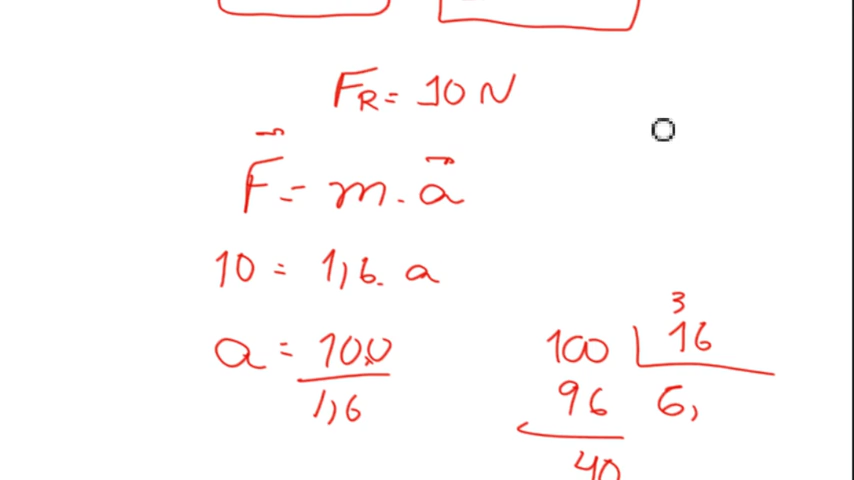 F_R = 10 N
F⃗ = m . a⃗
10 = 1,6 . a
a = 10,0 / 1,6
3
100 | 16
96 6,
40